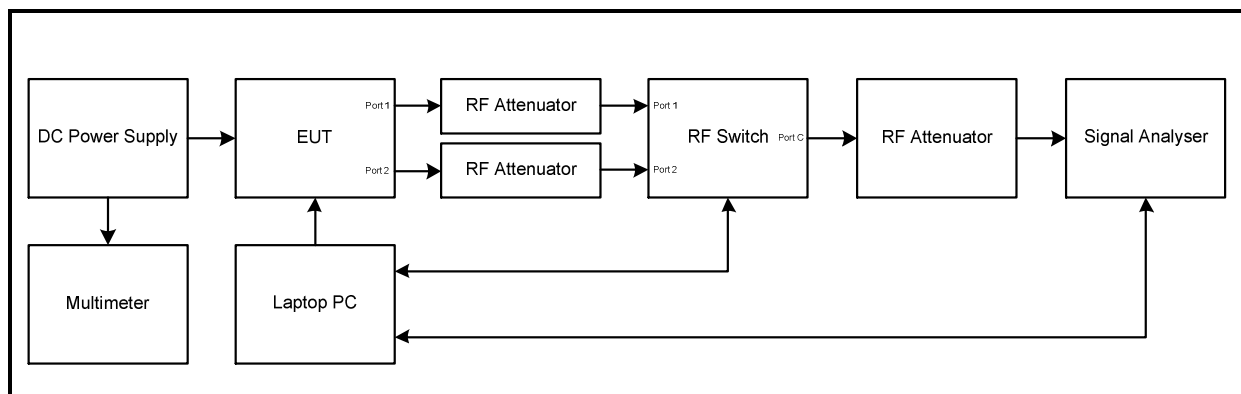 Port 1
RF Attenuator
Port 1
DC Power Supply
EUT
RF Switch
Port C
RF Attenuator
Signal Analyser
Port 2
RF Attenuator
Port 2
Multimeter
Laptop PC